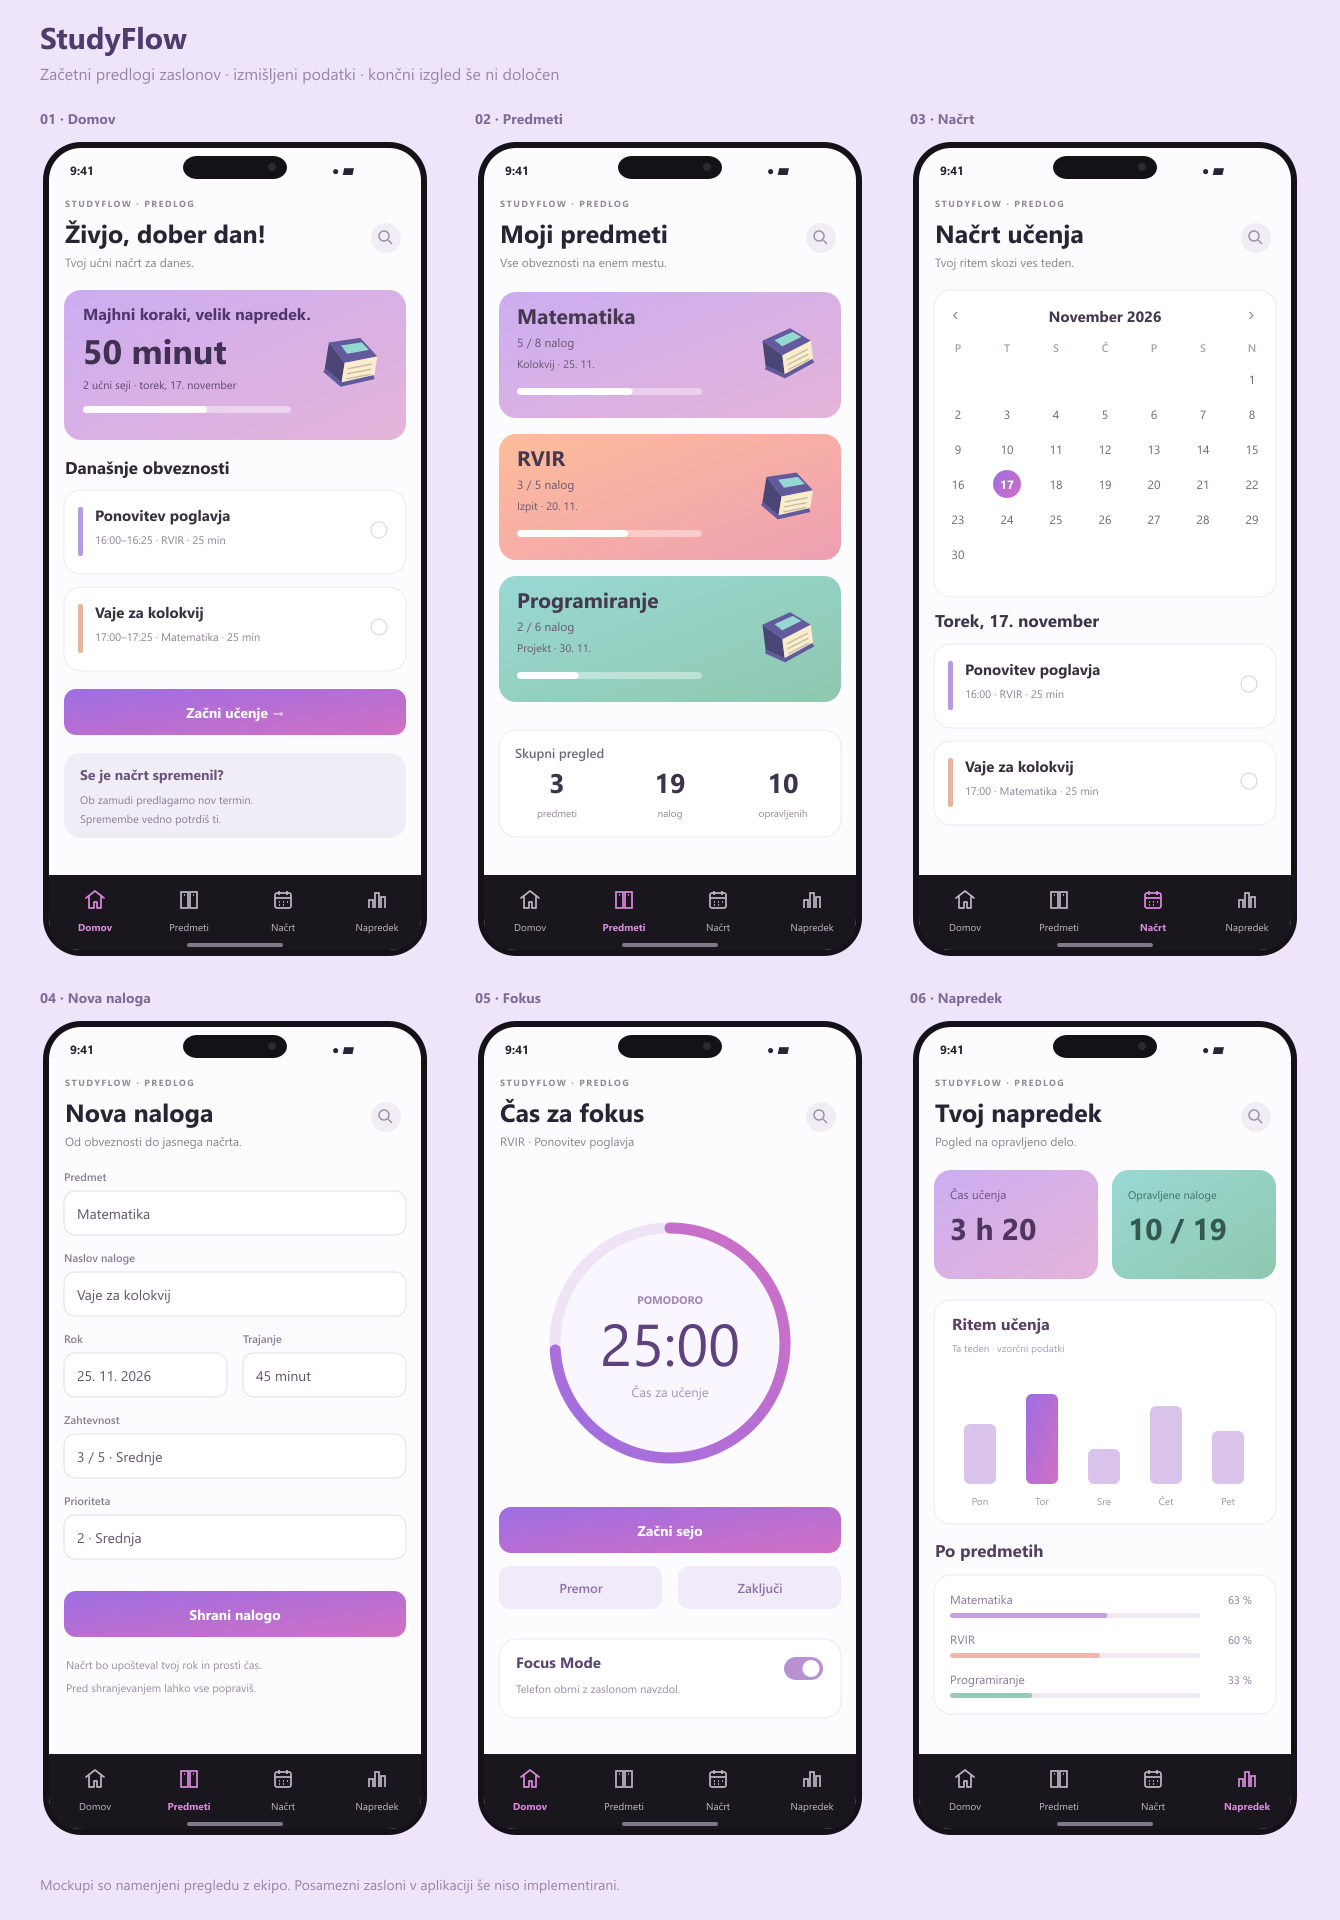 StudyFlow
Začetni predlogi zaslonov · izmišljeni podatki · končni izgled še ni določen
01 · Domov
9:41
STUDYFLOW · PREDLOG
Živjo, dober dan!
Tvoj učni načrt za danes.
Majhni koraki, velik napredek.
50 minut
2 učni seji · torek, 17. november
Današnje obveznosti
Ponovitev poglavja
16:00–16:25 · RVIR · 25 min
Vaje za kolokvij
17:00–17:25 · Matematika · 25 min
Začni učenje →
Se je načrt spremenil?
Ob zamudi predlagamo nov termin.
Spremembe vedno potrdiš ti.
Domov Predmeti Načrt Napredek
02 · Predmeti
9:41
STUDYFLOW · PREDLOG
Moji predmeti
Vse obveznosti na enem mestu.
Matematika
5 / 8 nalog
Kolokvij · 25. 11.
RVIR
3 / 5 nalog
Izpit · 20. 11.
Programiranje
2 / 6 nalog
Projekt · 30. 11.
Skupni pregled
3 19 10
predmeti nalog opravljenih
Domov Predmeti Načrt Napredek
03 · Načrt
9:41
STUDYFLOW · PREDLOG
Načrt učenja
Tvoj ritem skozi ves teden.
‹ November 2026 ›
P T S Č P S N
1
2 3 4 5 6 7 8
9 10 11 12 13 14 15
16 17 18 19 20 21 22
23 24 25 26 27 28 29
30
Torek, 17. november
Ponovitev poglavja
16:00 · RVIR · 25 min
Vaje za kolokvij
17:00 · Matematika · 25 min
Domov Predmeti Načrt Napredek
04 · Nova naloga
9:41
STUDYFLOW · PREDLOG
Nova naloga
Od obveznosti do jasnega načrta.
Predmet
Matematika
Naslov naloge
Vaje za kolokvij
Rok Trajanje
25. 11. 2026 45 minut
Zahtevnost
3 / 5 · Srednje
Prioriteta
2 · Srednja
Shrani nalogo
Načrt bo upošteval tvoj rok in prosti čas.
Pred shranjevanjem lahko vse popraviš.
Domov Predmeti Načrt Napredek
05 · Fokus
9:41
STUDYFLOW · PREDLOG
Čas za fokus
RVIR · Ponovitev poglavja
POMODORO
25:00
Čas za učenje
Začni sejo
Premor Zaključi
Focus Mode
Telefon obrni z zaslonom navzdol.
Domov Predmeti Načrt Napredek
06 · Napredek
9:41
STUDYFLOW · PREDLOG
Tvoj napredek
Pogled na opravljeno delo.
Čas učenja Opravljene naloge
3 h 20 10 / 19
Ritem učenja
Ta teden · vzorčni podatki
Pon Tor Sre Čet Pet
Po predmetih
Matematika 63 %
RVIR 60 %
Programiranje 33 %
Domov Predmeti Načrt Napredek
Mockupi so namenjeni pregledu z ekipo. Posamezni zasloni v aplikaciji še niso implementirani.